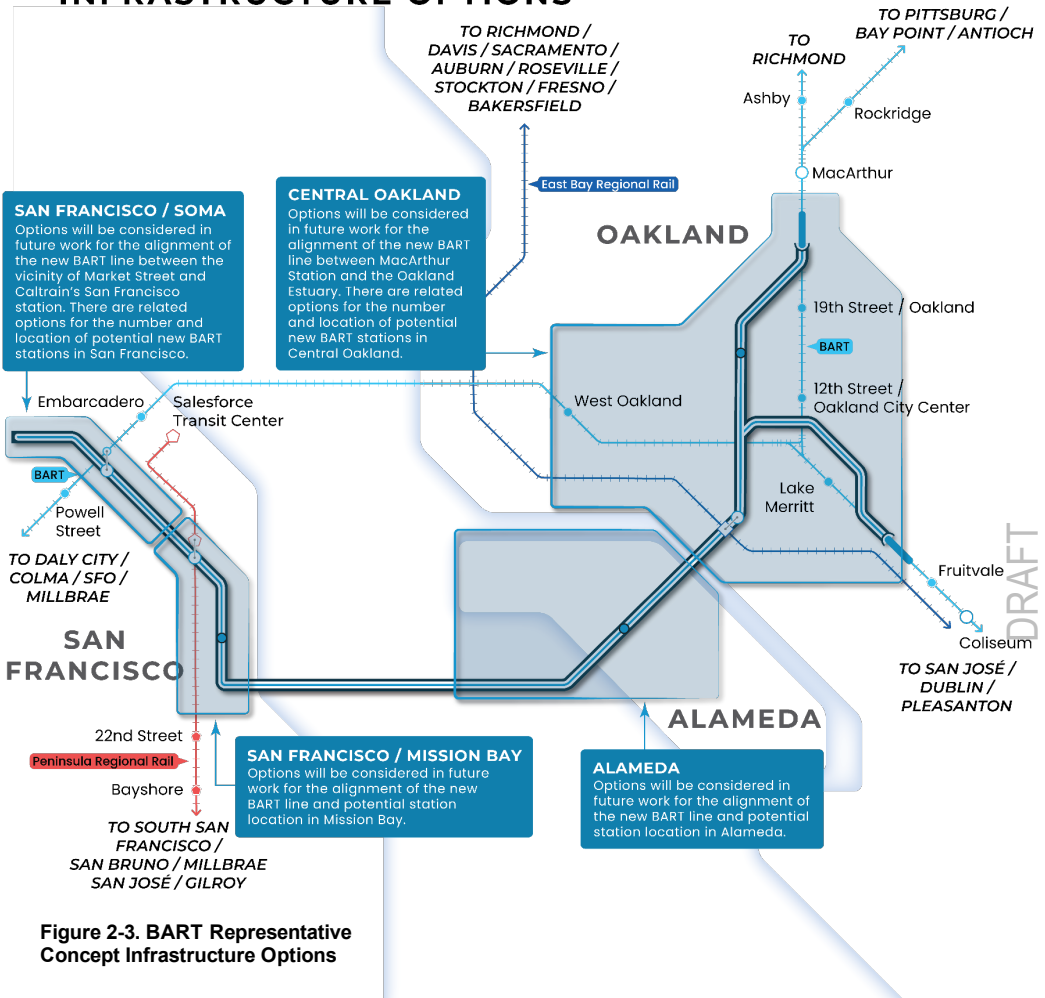 INFRASTRUCTURE OPTIONS
TO RICHMOND /
DAVIS / SACRAMENTO /
AUBURN / ROSEVILLE /
STOCKTON / FRESNO /
BAKERSFIELD
TO
RICHMOND
TO PITTSBURG /
BAY POINT / ANTIOCH
Ashby
Rockridge
MacArthur
East Bay Regional Rail
SAN FRANCISCO / SOMA
Options will be considered in
future work for the alignment of
the new BART line between the
vicinity of Market Street and
Caltrain's San Francisco
station. There are related
options for the number and
location of potential new BART
stations in San Francisco.
CENTRAL OAKLAND
Options will be considered
in future work for the
alignment of the new BART
line between MacArthur
Station and the Oakland
Estuary. There are related
options for the number
and location of potential
new BART stations in
Central Oakland.
OAKLAND
19th Street / Oakland
BART
12th Street /
Oakland City Center
West Oakland
Lake
Merritt
Embarcadero
Salesforce
Transit Center
BART
Powell
Street
TO DALY CITY /
COLMA / SFO /
MILLBRAE
Fruitvale
Coliseum
TO SAN JOSÉ /
DUBLIN /
PLEASANTON
DRAFT
SAN
FRANCISCO
ALAMEDA
22nd Street
Peninsula Regional Rail
Bayshore
TO SOUTH SAN
FRANCISCO /
SAN BRUNO / MILLBRAE
SAN JOSÉ / GILROY
SAN FRANCISCO / MISSION BAY
Options will be considered in future
work for the alignment of the new
BART line and potential station
location in Mission Bay.
ALAMEDA
Options will be considered in
future work for the alignment of
the new BART line and potential
station location in Alameda.
Figure 2-3. BART Representative
Concept Infrastructure Options